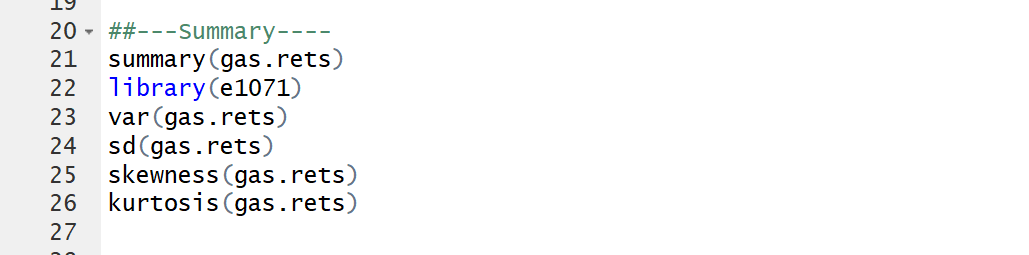 19
20 ##---Summary----
21 summary(gas.rets)
22 library(e1071)
23 var(gas.rets)
24 sd(gas.rets)
25 skewness(gas.rets)
26 kurtosis(gas.rets)
27